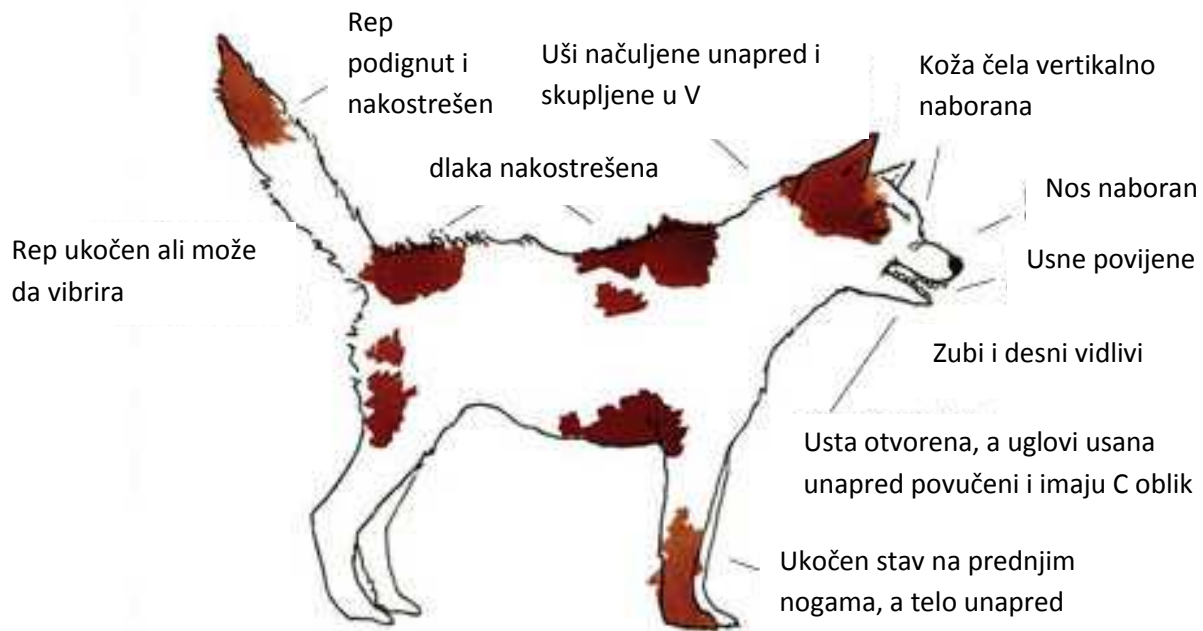 Rep
podignut i
nakostrešen
Uši načuljene unapred i
skupljene u V
Koža čela vertikalno
naborana
dlaka nakostrešena
Nos naboran
Rep ukočen ali može
da vibrira
Usne povijene
Zubi i desni vidlivi
Usta otvorena, a uglovi usana
unapred povučeni i imaju C oblik
Ukočen stav na prednjim
nogama, a telo unapred